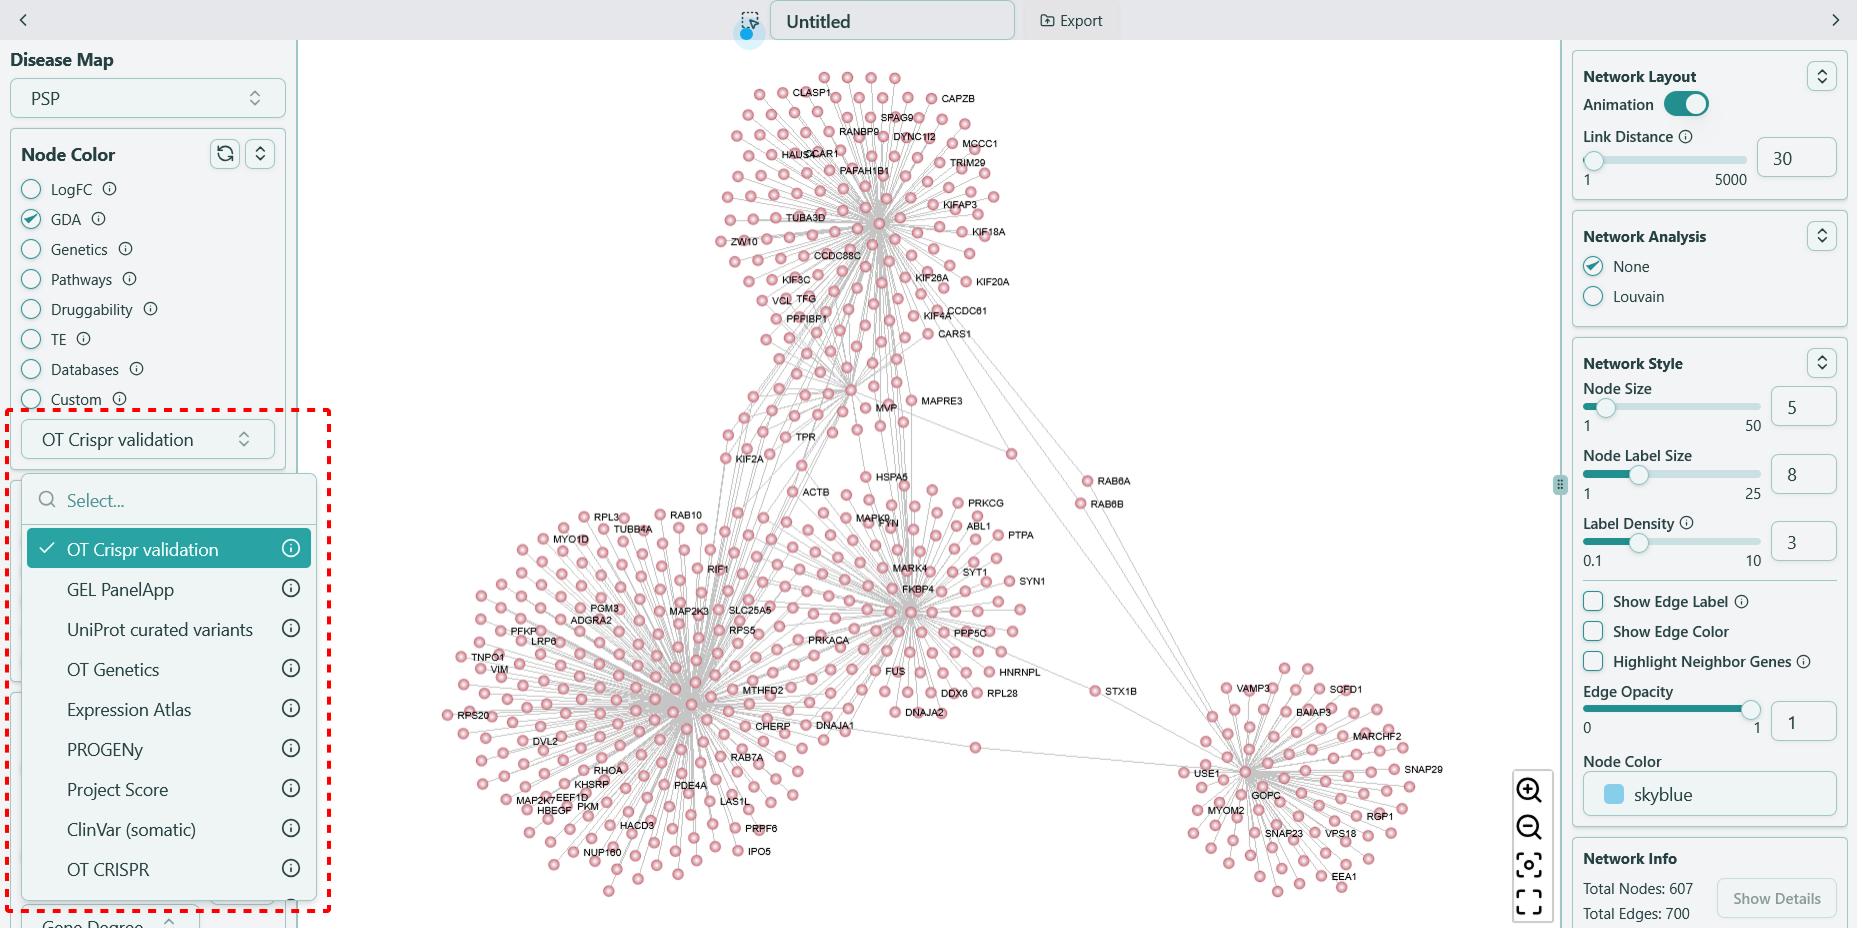 Untitled
Export
Disease Map
PSP
Node Color
LogFC
GDA
Genetics
Pathways
Druggability
TE
Databases
Custom
OT Crispr validation
Select...
OT Crispr validation
GEL PanelApp
UniProt curated variants
OT Genetics
Expression Atlas
PROGENy
Project Score
ClinVar (somatic)
OT CRISPR
Gene Degree
CLASP1
CAPZB
SPAG9
RANBP9
DYNC1I2
MCCC1
HAUS4
CCAR1
TRIM29
PAFAH1B1
KIFAP3
TUBA3D
KIF18A
ZW10
CCDC88C
KIF3C
KIF26A
KIF20A
VCL
TFG
CCDC61
KIF4A
PPFIBP1
CARS1
MAPRE3
MVP
TPR
KIF2A
HSPA5
RAB6A
ACTB
RAB6B
PRKCG
RPL3
RAB10
MAPK9
FYN
ABL1
TUBB4A
PTPA
MYO1D
RIF1
MARK4
SYT1
SYN1
FKBP4
PGM3
MAP2K3
SLC25A5
ADGRA2
PFKP
RPS5
PPP5C
LRP6
PRKACA
TNPO1
VIM
FUS
HNRNPL
MTHFD2
DDX6
RPL28
STX1B
VAMP3
SCFD1
RPS20
DNAJA2
BAIAP3
CHERP
DNAJA1
DVL2
MARCHF2
RAB7A
RHOA
USE1
SNAP29
KHSRP
PDE4A
EEF1D
GOPC
MAP2K7
PKM
LAS1L
HBEGF
MYOM2
RGP1
HACD3
PRPF6
SNAP23
VPS18
NUP160
IPO5
EEA1
Network Layout
Animation
Link Distance
30
1
5000
Network Analysis
None
Louvain
Network Style
Node Size
5
1
50
Node Label Size
8
1
25
Label Density
3
0.1
10
Show Edge Label
Show Edge Color
Highlight Neighbor Genes
Edge Opacity
1
0
1
Node Color
skyblue
Network Info
Total Nodes: 607
Show Details
Total Edges: 700